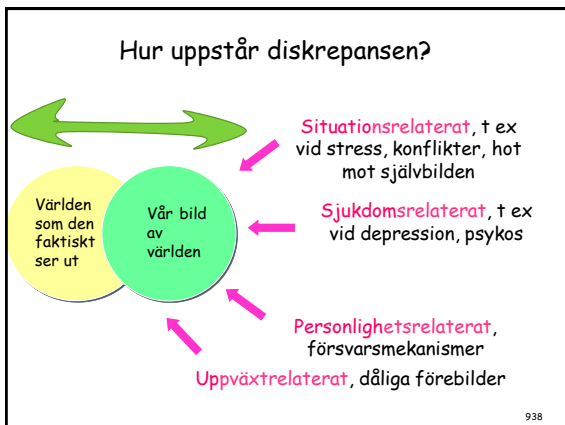 Hur uppstår diskrepansen?
Situationsrelaterat, t ex
vid stress, konflikter, hot
mot självbilden
Världen
som den
faktiskt
ser ut
Vår bild
av
världen
Sjukdomsrelaterat, t ex
vid depression, psykos
Personlighetsrelaterat,
försvarsmekanismer
Uppväxtrelaterat, dåliga förebilder
938